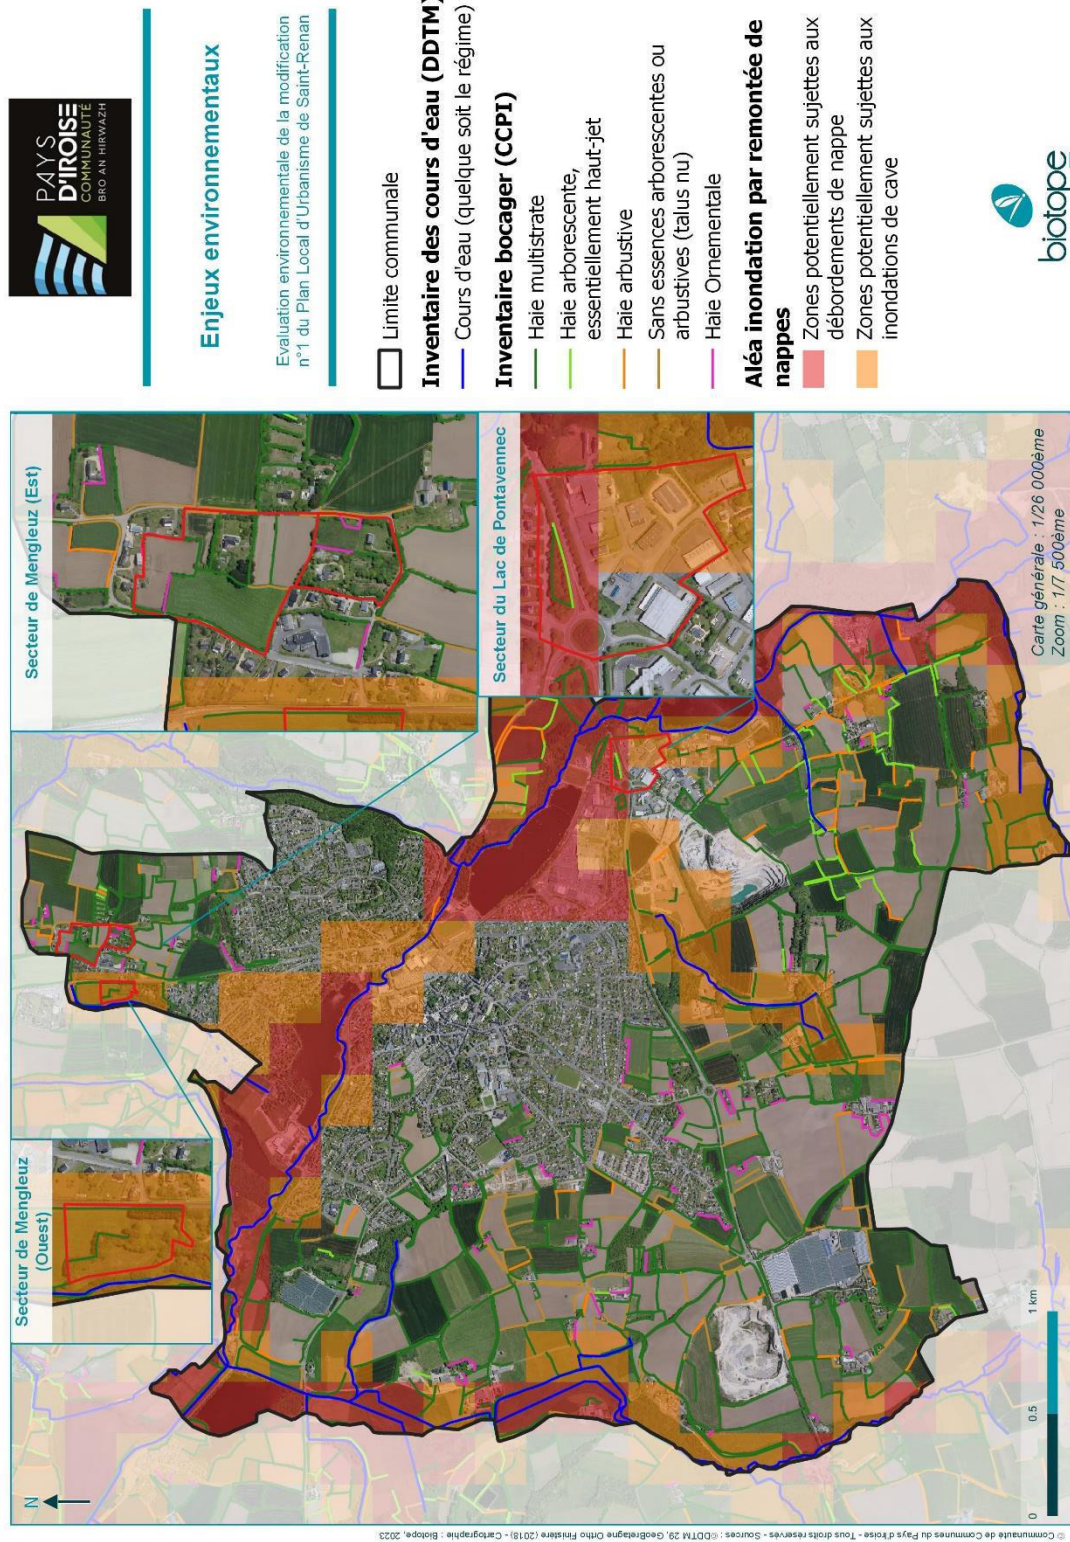 PAYS
D'IROISE
COMMUNAUTÉ
BRO AN HIRWAZH
Enjeux environnementaux
Evaluation environnementale de la modification
n°1 du Plan Local d'Urbanisme de Saint-Renan
Limite communale
Inventaire des cours d'eau (DDTM)
Cours d'eau (quelque soit le régime)
Inventaire bocager (CCPI)
Haie multistrate
Haie arborescente,
essentiellement haut-jet
Haie arbustive
Sans essences arborescentes ou
arbustives (talus nu)
Haie Ornementale
Aléa inondation par remontée de
nappes
Zones potentiellement sujettes aux
débordements de nappe
Zones potentiellement sujettes aux
inondations de cave
biotope
Secteur de Mengleuz (Est)
Secteur du Lac de Pontavennec
Secteur de Mengleuz
(Ouest)
N
0
0.5
1 km
Carte générale : 1/26 000ème
Zoom : 1/7 500ème
© Communauté de Communes du Pays d'Iroise - Tous droits réservés - Sources : ©DDTM 29, GeoBretagne Ortho Finistère (2018) - Cartographie : Biotope, 2023